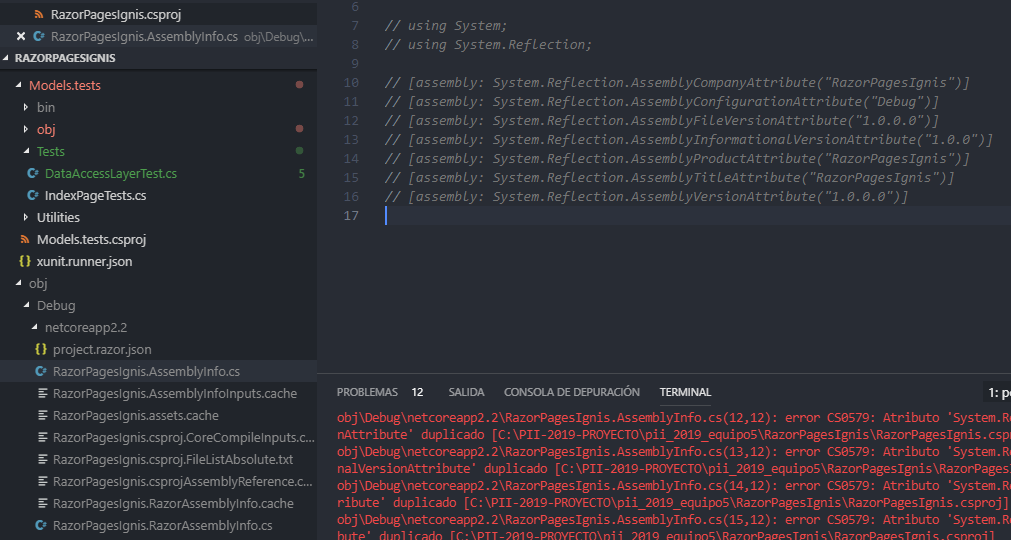 RazorPagesIgnis.csproj
RazorPagesIgnis.AssemblyInfo.cs obj\Debug\...
RAZORPAGESIGNIS
Models.tests
bin
obj
Tests
DataAccessLayerTest.cs 5
IndexPageTests.cs
Utilities
Models.tests.csproj
xunit.runner.json
obj
Debug
netcoreapp2.2
project.razor.json
RazorPagesIgnis.AssemblyInfo.cs
RazorPagesIgnis.AssemblyInfoInputs.cache
RazorPagesIgnis.assets.cache
RazorPagesIgnis.csproj.CoreCompileInputs.c...
RazorPagesIgnis.csproj.FileListAbsolute.txt
RazorPagesIgnis.csprojAssemblyReference.c...
RazorPagesIgnis.RazorAssemblyInfo.cache
RazorPagesIgnis.RazorAssemblyInfo.cs
6
7 // using System;
8 // using System.Reflection;
9
10 // [assembly: System.Reflection.AssemblyCompanyAttribute("RazorPagesIgnis")]
11 // [assembly: System.Reflection.AssemblyConfigurationAttribute("Debug")]
12 // [assembly: System.Reflection.AssemblyFileVersionAttribute("1.0.0.0")]
13 // [assembly: System.Reflection.AssemblyInformationalVersionAttribute("1.0.0")]
14 // [assembly: System.Reflection.AssemblyProductAttribute("RazorPagesIgnis")]
15 // [assembly: System.Reflection.AssemblyTitleAttribute("RazorPagesIgnis")]
16 // [assembly: System.Reflection.AssemblyVersionAttribute("1.0.0.0")]
17
PROBLEMAS 12 SALIDA CONSOLA DE DEPURACIÓN TERMINAL 1: p
obj\Debug\netcoreapp2.2\RazorPagesIgnis.AssemblyInfo.cs(12,12): error CS0579: Atributo 'System.R
nAttribute' duplicado [C:\PII-2019-PROYECTO\pii_2019_equipo5\RazorPagesIgnis\RazorPagesIgnis.csp
obj\Debug\netcoreapp2.2\RazorPagesIgnis.AssemblyInfo.cs(13,12): error CS0579: Atributo 'System.R
nalVersionAttribute' duplicado [C:\PII-2019-PROYECTO\pii_2019_equipo5\RazorPagesIgnis\RazorPages
obj\Debug\netcoreapp2.2\RazorPagesIgnis.AssemblyInfo.cs(14,12): error CS0579: Atributo 'System.R
ribute' duplicado [C:\PII-2019-PROYECTO\pii_2019_equipo5\RazorPagesIgnis\RazorPagesIgnis.csproj]
obj\Debug\netcoreapp2.2\RazorPagesIgnis.AssemblyInfo.cs(15,12): error CS0579: Atributo 'System.R
bute' duplicado [C:\PII-2019-PROYECTO\pii_2019_equipo5\RazorPagesIgnis\RazorPagesIgnis.csproj]